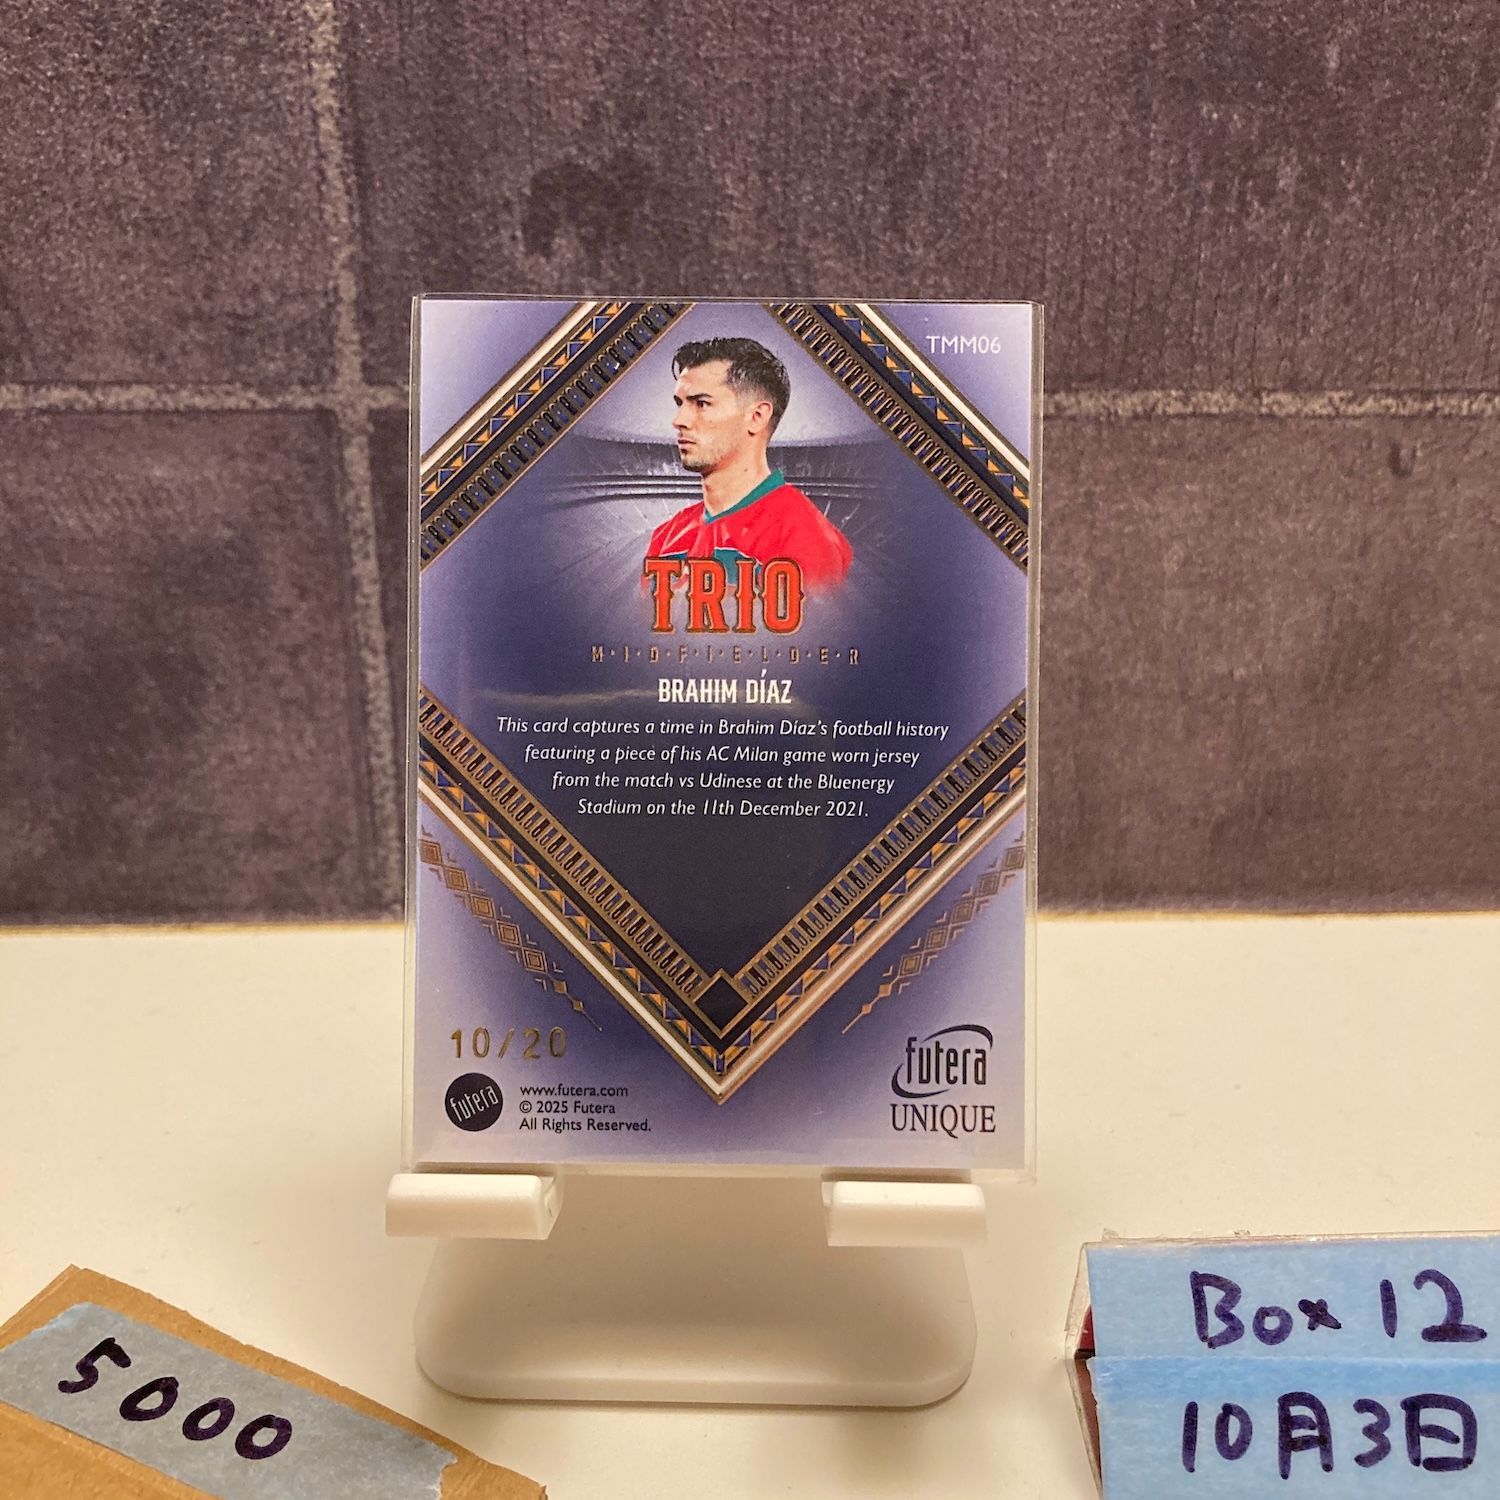 TMM06
TRIO
M·I·D·F·I·E·L·D·E·R
BRAHIM DÍAZ
This card captures a time in Brahim Díaz's football history
featuring a piece of his AC Milan game worn jersey
from the match vs Udinese at the Bluenergy
Stadium on the 11th December 2021.
10/20
futera
www.futera.com
© 2025 Futera
All Rights Reserved.
futera
UNIQUE
5000
Box 12
10月3日